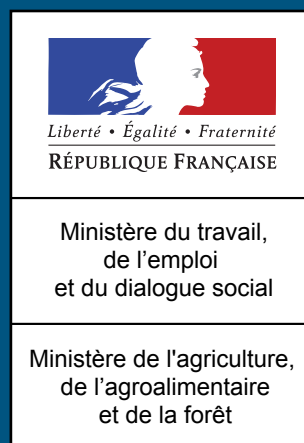 Liberté • Égalité • Fraternité
RÉPUBLIQUE FRANÇAISE
Ministère du travail,
de l’emploi
et du dialogue social
Ministère de l'agriculture,
de l’agroalimentaire
et de la forêt